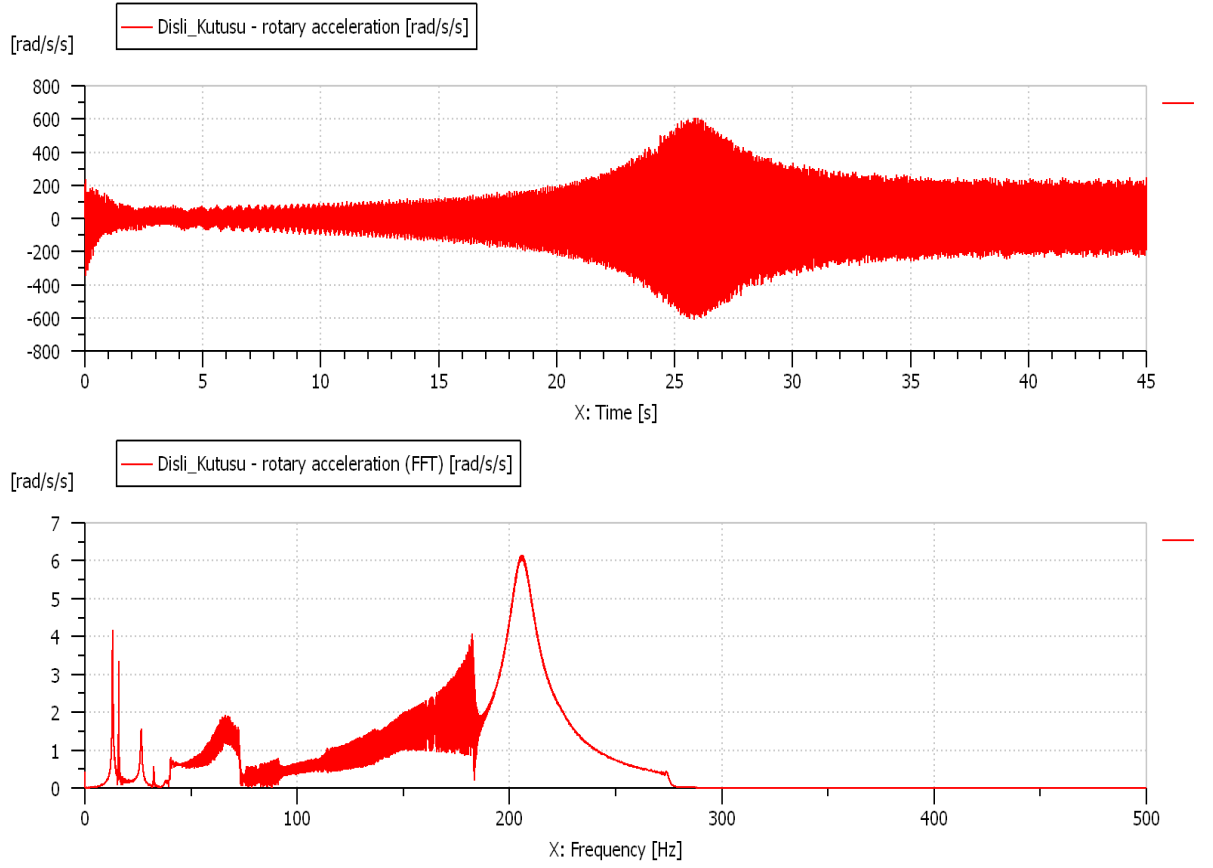 Disli_Kutusu - rotary acceleration [rad/s/s]
[rad/s/s]
800
600
400
200
0
-200
-400
-600
-800
0 5 10 15 20 25 30 35 40 45
X: Time [s]
Disli_Kutusu - rotary acceleration (FFT) [rad/s/s]
[rad/s/s]
7
6
5
4
3
2
1
0
0 100 200 300 400 500
X: Frequency [Hz]